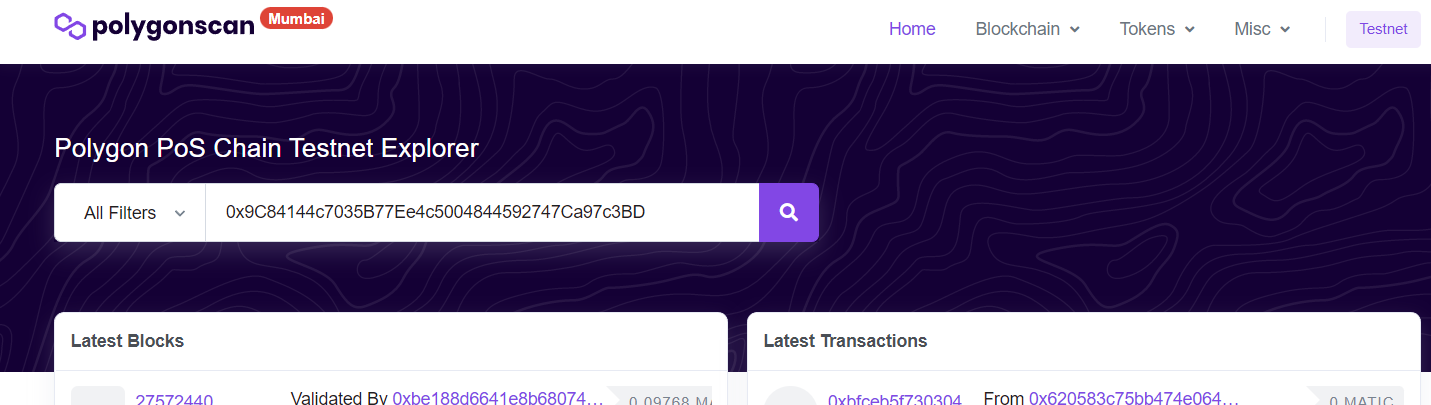 polygonscan Mumbai
Home Blockchain Tokens Misc Testnet
Polygon PoS Chain Testnet Explorer
All Filters 0x9C84144c7035B77Ee4c5004844592747Ca97c3BD
Latest Blocks
27572440 Validated By 0xbe188d6641e8b68074... 0.09768 MA
Latest Transactions
0xbfceb5f730304 From 0x620583c75bb474e064... 0 MATIC